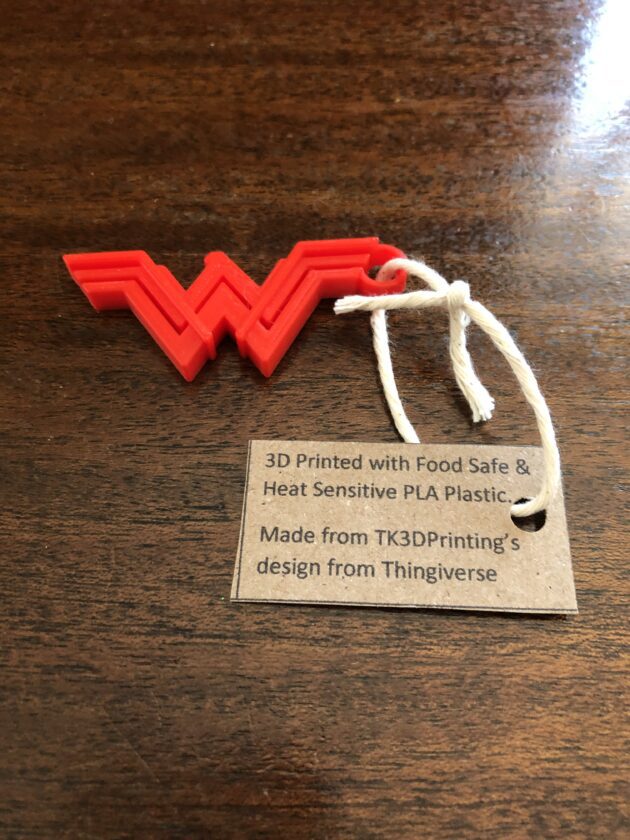 3D Printed with Food Safe &
Heat Sensitive PLA Plastic.
Made from TK3DPrinting's
design from Thingiverse